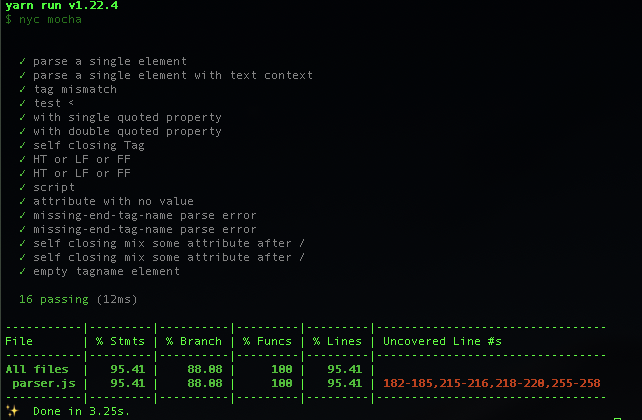 yarn run v1.22.4
$ nyc mocha
✓ parse a single element
✓ parse a single element with text context
✓ tag mismatch
✓ test <
✓ with single quoted property
✓ with double quoted property
✓ self closing Tag
✓ HT or LF or FF
✓ HT or LF or FF
✓ script
✓ attribute with no value
✓ missing-end-tag-name parse error
✓ missing-end-tag-name parse error
✓ self closing mix some attribute after /
✓ self closing mix some attribute after /
✓ empty tagname element
16 passing (12ms)
-----------|---------|----------|---------|---------|---------------------------------
File       | % Stmts | % Branch | % Funcs | % Lines | Uncovered Line #s
-----------|---------|----------|---------|---------|---------------------------------
All files  |   95.41 |    88.08 |     100 |   95.41 |
 parser.js |   95.41 |    88.08 |     100 |   95.41 | 182-185,215-216,218-220,255-258
-----------|---------|----------|---------|---------|---------------------------------
✨ Done in 3.25s.